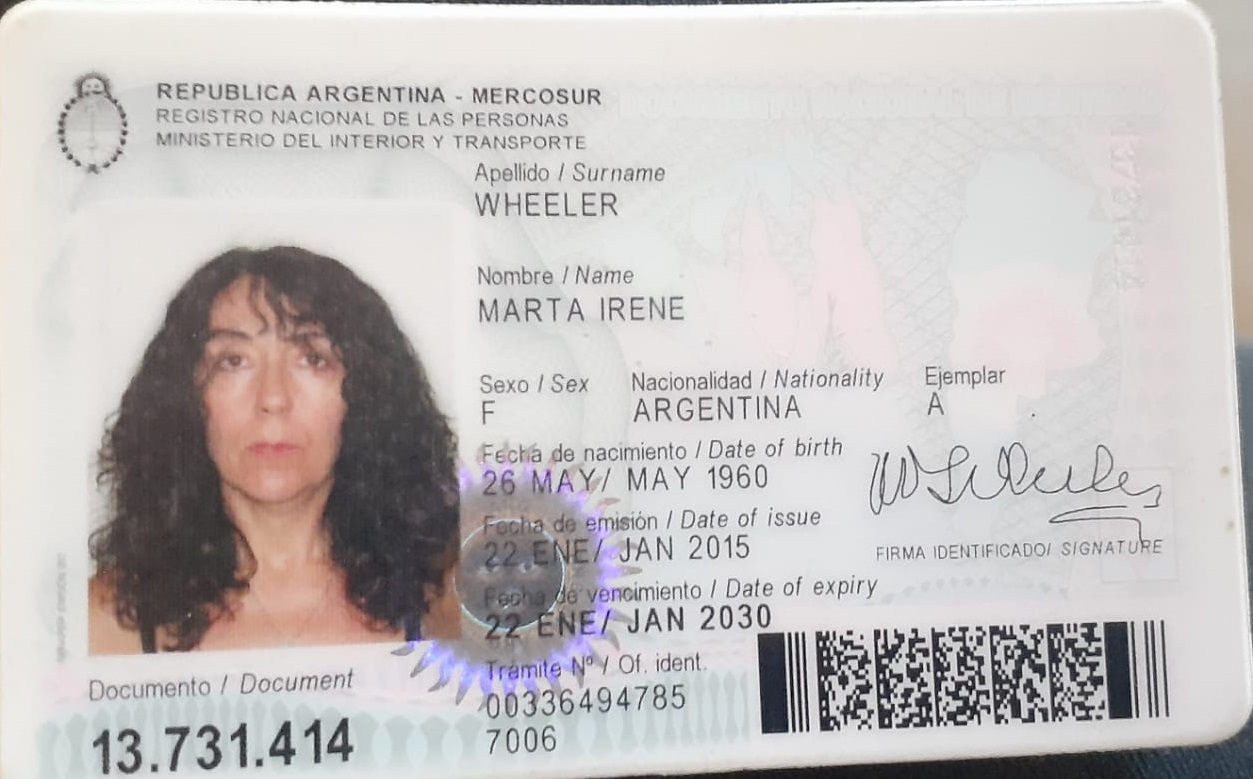 REPUBLICA ARGENTINA - MERCOSUR
REGISTRO NACIONAL DE LAS PERSONAS
MINISTERIO DEL INTERIOR Y TRANSPORTE
Apellido / Surname
WHEELER
Nombre / Name
MARTA IRENE
Sexo / Sex Nacionalidad / Nationality Ejemplar
F ARGENTINA A
Fecha de nacimiento / Date of birth
26 MAY/ MAY 1960
Fecha de emisión / Date of issue
22 ENE/ JAN 2015
FIRMA IDENTIFICADO/ SIGNATURE
Fecha de vencimiento / Date of expiry
22 ENE/ JAN 2030
Tramite Nº / Of. ident.
00336494785
7006
Documento / Document
13.731.414